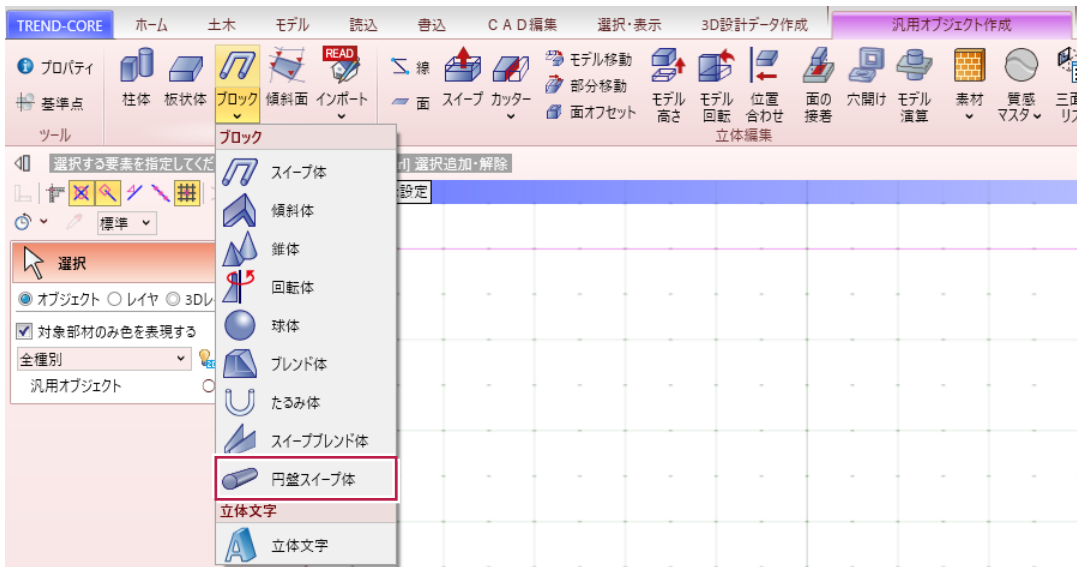 TREND-CORE ホーム 土木 モデル 読込 書込 CAD編集 選択・表示 3D設計データ作成 汎用オブジェクト作成
プロパティ
基準点
ツール
柱体 板状体 ブロック 傾斜面 インポート
READ
線
面
スイープ カッター
モデル移動
部分移動
面オフセット
モデル高さ
モデル回転
位置合わせ
面の接着
穴開け
モデル演算
素材
質感マスタ
立体編集
選択する要素を指定してくだ
選択追加・解除
設定
標準
選択
オブジェクト レイヤ 3Dレ
対象部材のみ色を表現する
全種別
汎用オブジェクト
ブロック
スイープ体
傾斜体
錐体
回転体
球体
ブレンド体
たるみ体
スイープブレンド体
円盤スイープ体
立体文字
立体文字